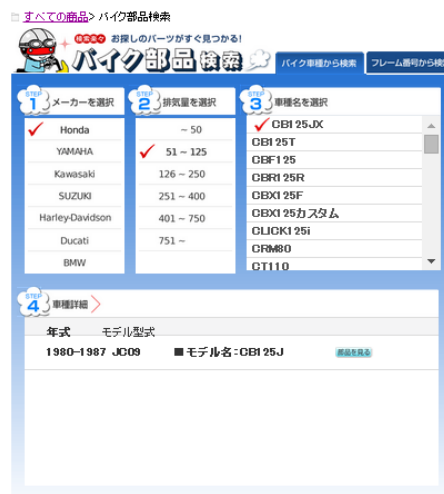 すべての商品> バイク部品検索
検索楽々 お探しのパーツがすぐ見つかる!
バイク部品検索
バイク車種から検索 フレーム番号から検
STEP 1 メーカーを選択
Honda
YAMAHA
Kawasaki
SUZUKI
Harley-Davidson
Ducati
BMW
STEP 2 排気量を選択
~ 50
51 ~ 125
126 ~ 250
251 ~ 400
401 ~ 750
751 ~
STEP 3 車種名を選択
CB125JX
CB125T
CBF125
CBR125R
CBX125F
CBX125カスタム
CLICK125i
CRM80
CT110
STEP 4 車種詳細
年式 モデル型式
1980-1987 JC09 ■モデル名:CB125J 部品を見る